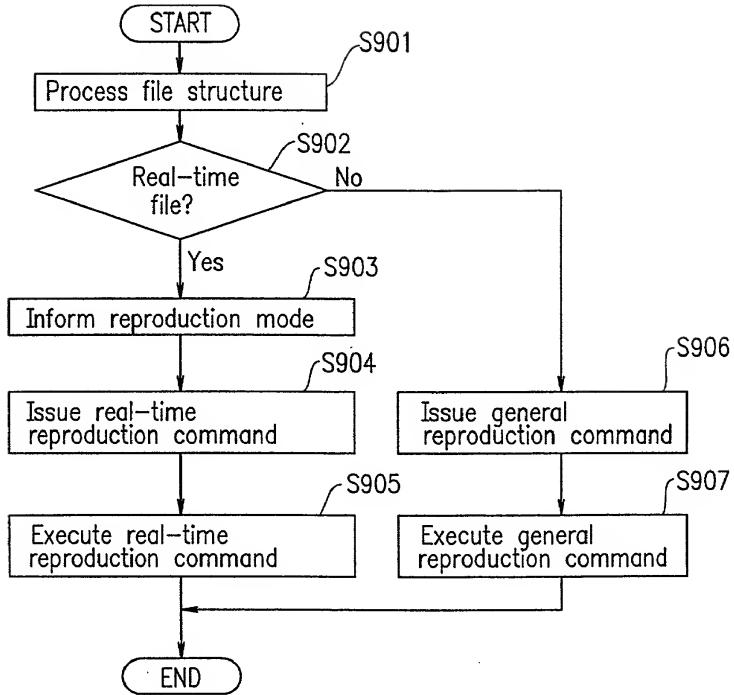 START
S901
Process file structure
S902
Real-time
file?
No
Yes
S903
Inform reproduction mode
S904
Issue real-time
reproduction command
S906
Issue general
reproduction command
S905
Execute real-time
reproduction command
S907
Execute general
reproduction command
END